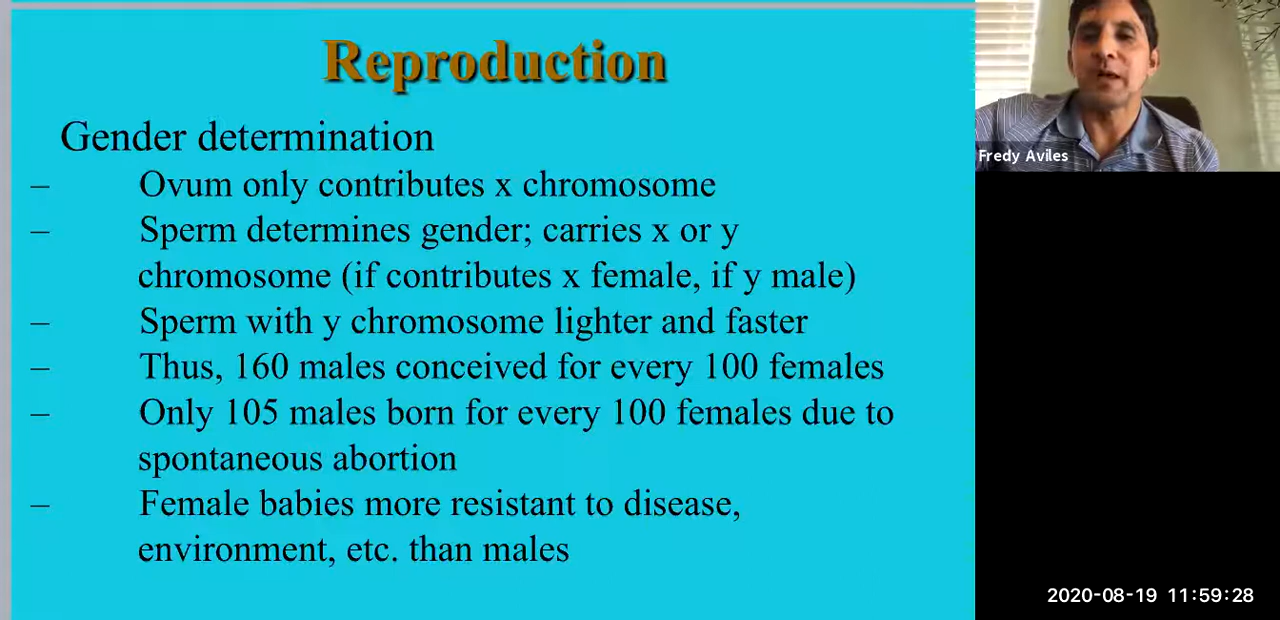 Reproduction
Gender determination
– Ovum only contributes x chromosome
– Sperm determines gender; carries x or y
chromosome (if contributes x female, if y male)
– Sperm with y chromosome lighter and faster
– Thus, 160 males conceived for every 100 females
– Only 105 males born for every 100 females due to
spontaneous abortion
– Female babies more resistant to disease,
environment, etc. than males
Fredy Aviles
2020-08-19 11:59:28